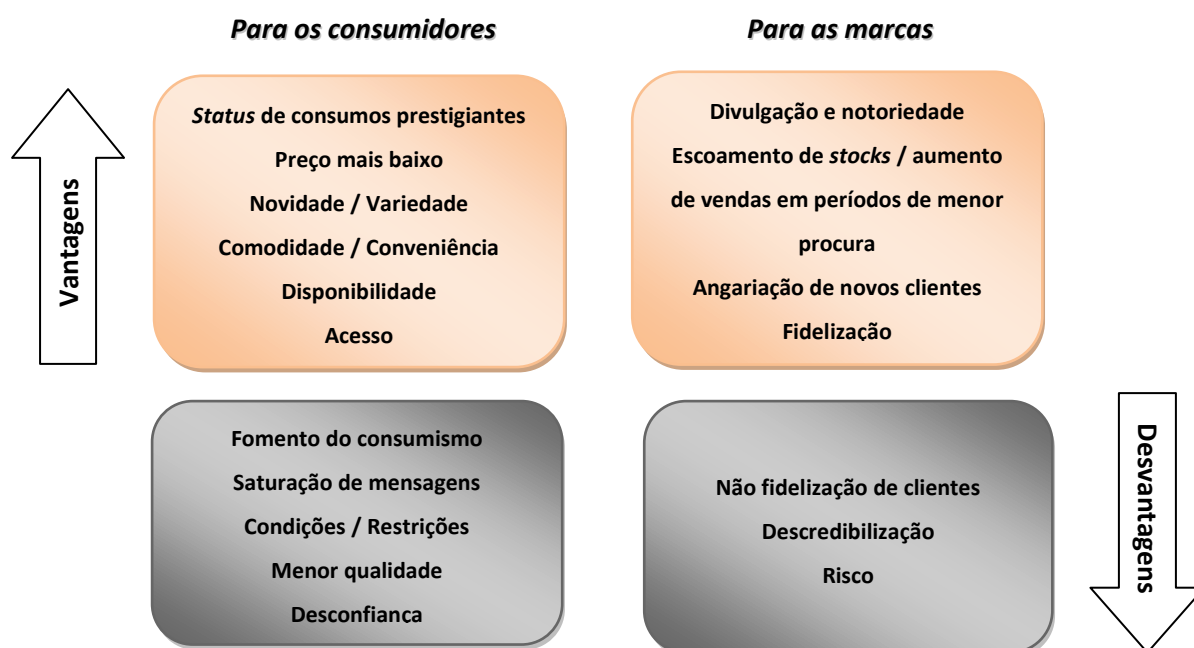 Para os consumidores
Para as marcas
Vantagens
Status de consumos prestigiantes
Preço mais baixo
Novidade / Variedade
Comodidade / Conveniência
Disponibilidade
Acesso
Divulgação e notoriedade
Escoamento de stocks / aumento
de vendas em períodos de menor
procura
Angariação de novos clientes
Fidelização
Fomento do consumismo
Saturação de mensagens
Condições / Restrições
Menor qualidade
Desconfianca
Não fidelização de clientes
Descredibilização
Risco
Desvantagens